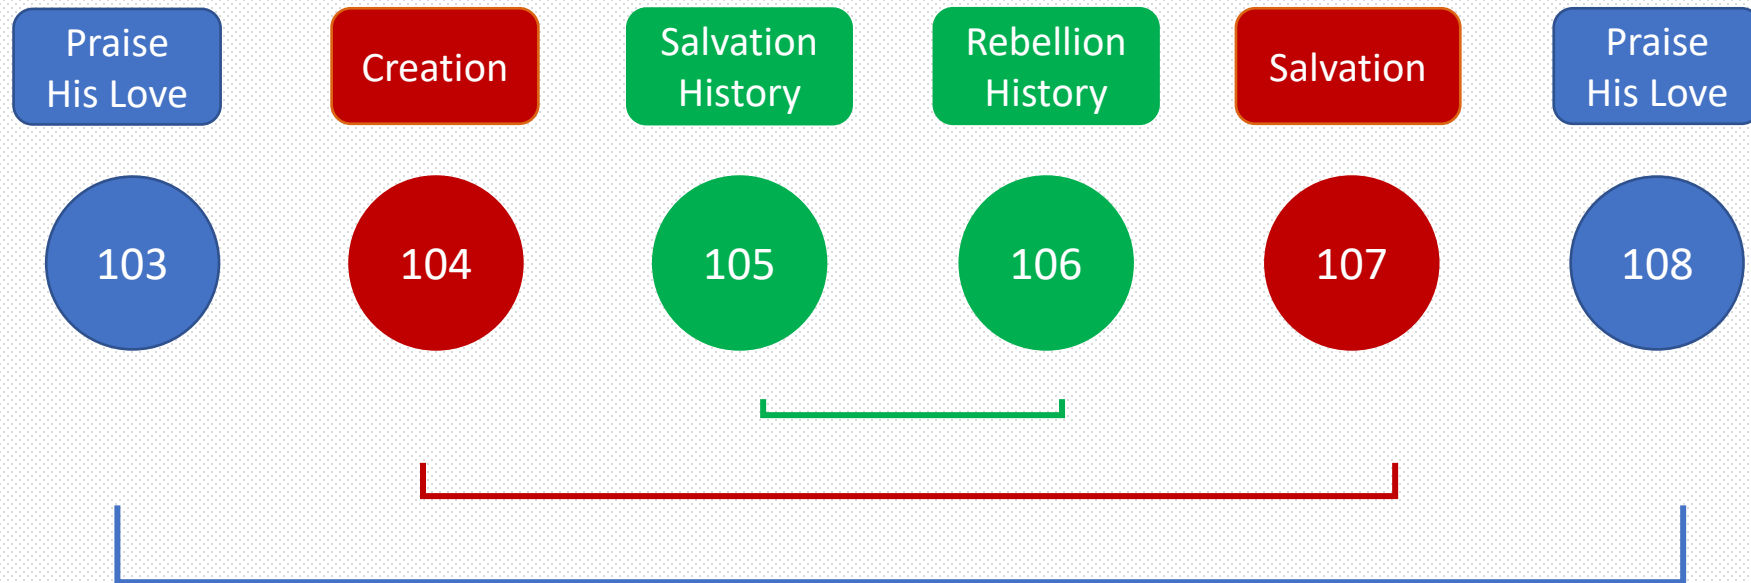 Praise
His Love
Creation
Salvation
History
Rebellion
History
Salvation
Praise
His Love
103
104
105
106
107
108